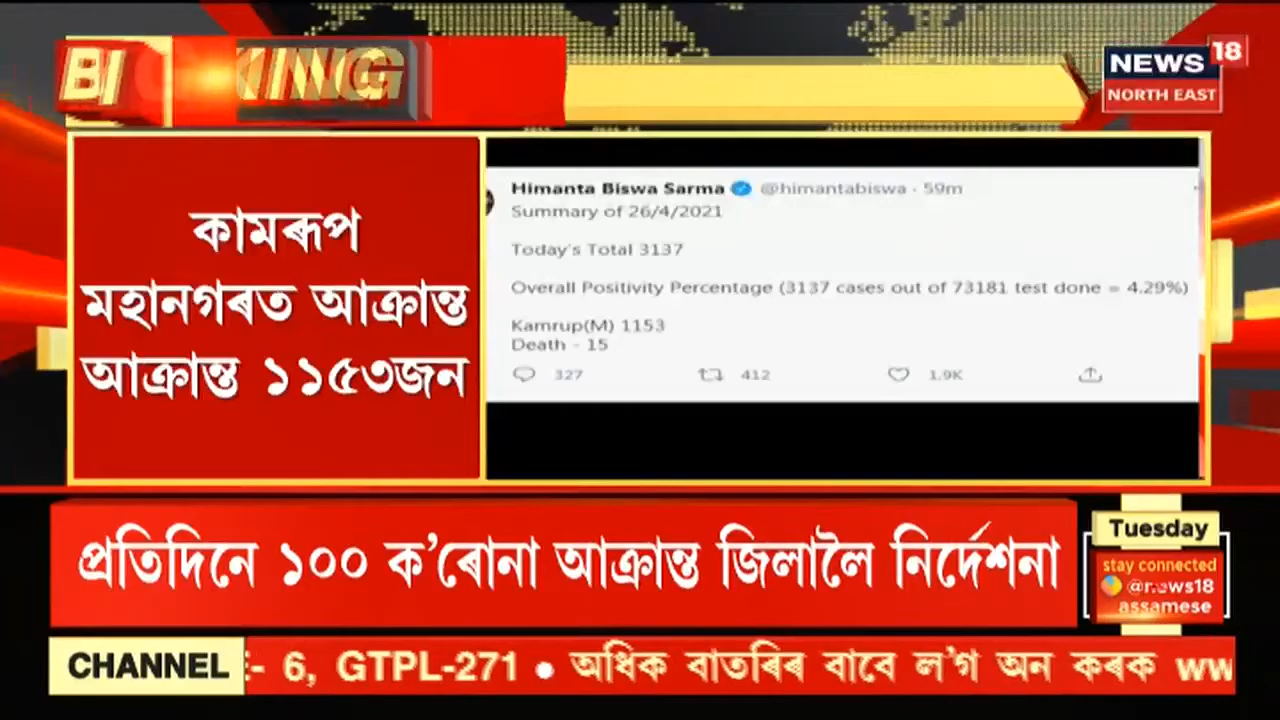 NEWS 18
NORTH EAST
কামৰূপ
মহানগৰত আক্ৰান্ত
আক্ৰান্ত ১১৫৩জন
Himanta Biswa Sarma @himantabiswa · 59m
Summary of 26/4/2021
Today's Total 3137
Overall Positivity Percentage (3137 cases out of 73181 test done = 4.29%)
Kamrup(M) 1153
Death - 15
327 412 1.9K
প্ৰতিদিনে ১০০ ক'ৰোনা আক্ৰান্ত জিলালৈ নিৰ্দেশনা
Tuesday
stay connected
@news18
assamese
CHANNEL - 6, GTPL-271 • অধিক বাতৰিৰ বাবে ল'গ অন কৰক ww